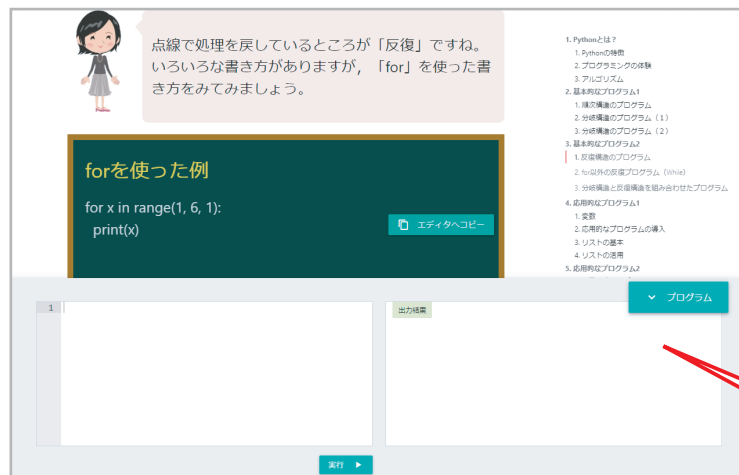 点線で処理を戻しているところが「反復」ですね。
いろいろな書き方がありますが，「for」を使った書
き方をみてみましょう。
forを使った例
for x in range(1, 6, 1):
print(x)
エディタへコピー
1. Pythonとは？
1. Pythonの特徴
2. プログラミングの体験
3. アルゴリズム
2. 基本的なプログラム1
1. 順次構造のプログラム
2. 分岐構造のプログラム（１）
3. 分岐構造のプログラム（２）
3. 基本的なプログラム2
1. 反復構造のプログラム
2. for以外の反復プログラム（While）
3. 分岐構造と反復構造を組み合わせたプログラム
4. 応用的なプログラム1
1. 変数
2. 応用的なプログラムの導入
3. リストの基本
4. リストの活用
5. 応用的なプログラム2
プログラム
1
出力結果
実行